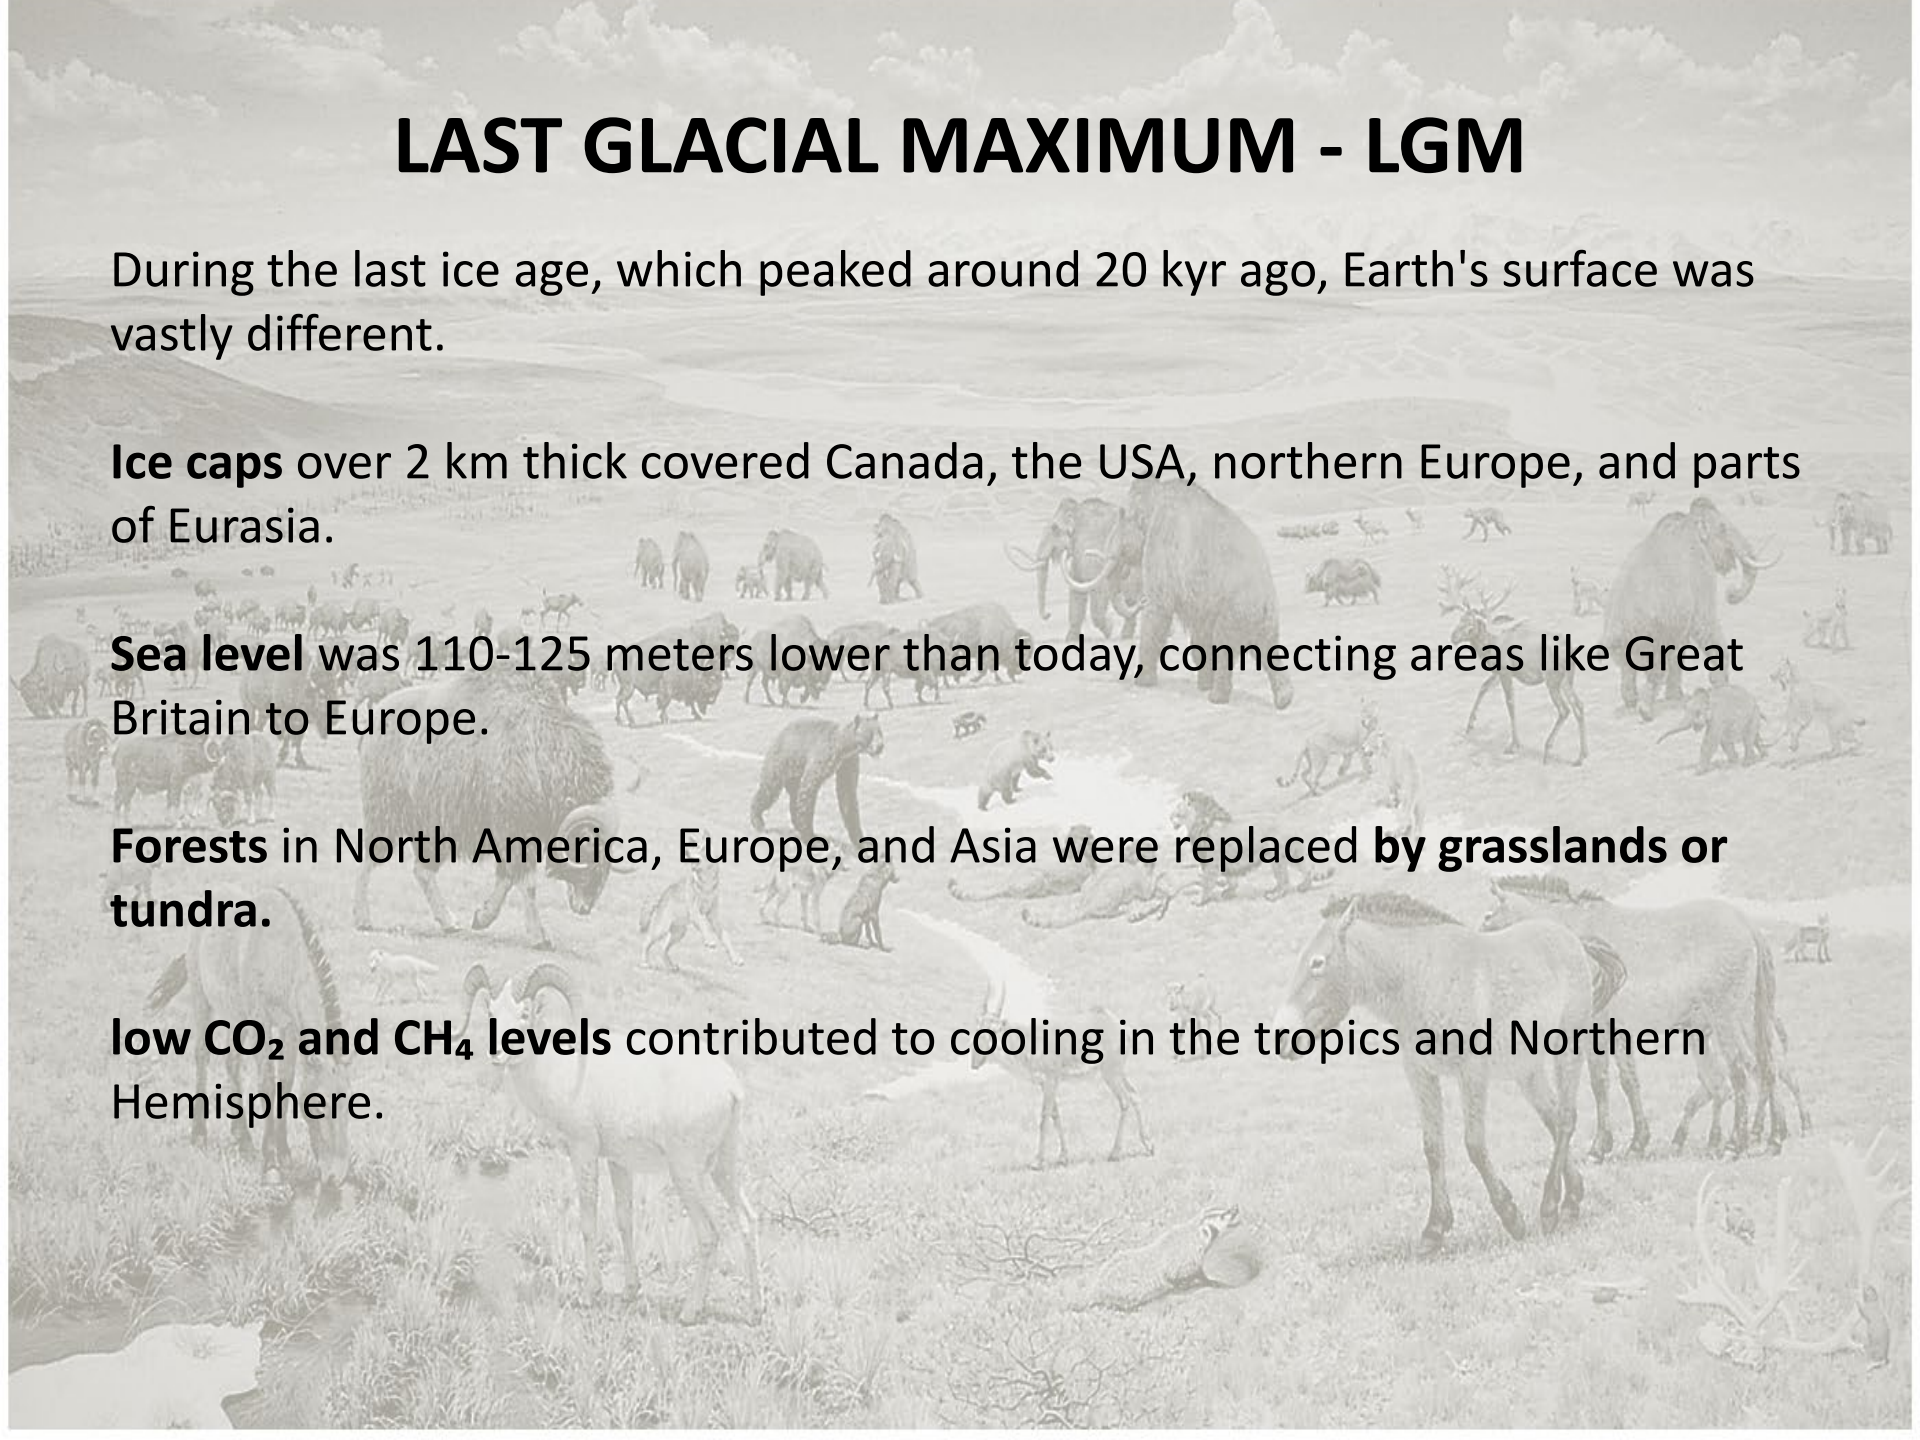 LAST GLACIAL MAXIMUM - LGM
During the last ice age, which peaked around 20 kyr ago, Earth's surface was
vastly different.
Ice caps over 2 km thick covered Canada, the USA, northern Europe, and parts
of Eurasia.
Sea level was 110-125 meters lower than today, connecting areas like Great
Britain to Europe.
Forests in North America, Europe, and Asia were replaced by grasslands or
tundra.
low CO₂ and CH₄ levels contributed to cooling in the tropics and Northern
Hemisphere.